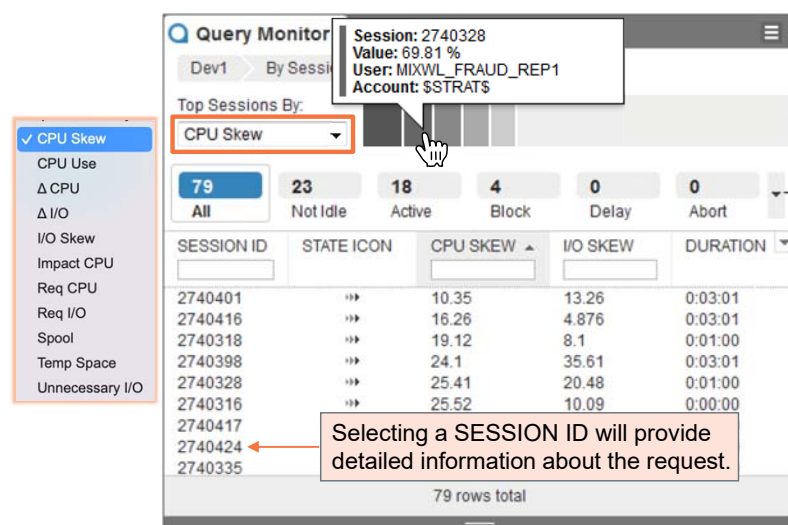 Query Monitor
Session: 2740328
Value: 69.81 %
User: MIXWL_FRAUD_REP1
Account: $STRAT$
Dev1 By Sessi
Top Sessions By:
CPU Skew
✓ CPU Skew
CPU Use
Δ CPU
Δ I/O
I/O Skew
Impact CPU
Req CPU
Req I/O
Spool
Temp Space
Unnecessary I/O
79 23 18 4 0 0
All Not Idle Active Block Delay Abort
SESSION ID STATE ICON CPU SKEW I/O SKEW DURATION
2740401 10.35 13.26 0:03:01
2740416 16.26 4.876 0:03:01
2740318 19.12 8.1 0:01:00
2740398 24.1 35.61 0:03:01
2740328 25.41 20.48 0:01:00
2740316 25.52 10.09 0:00:00
2740417
2740424
2740335
Selecting a SESSION ID will provide
detailed information about the request.
79 rows total